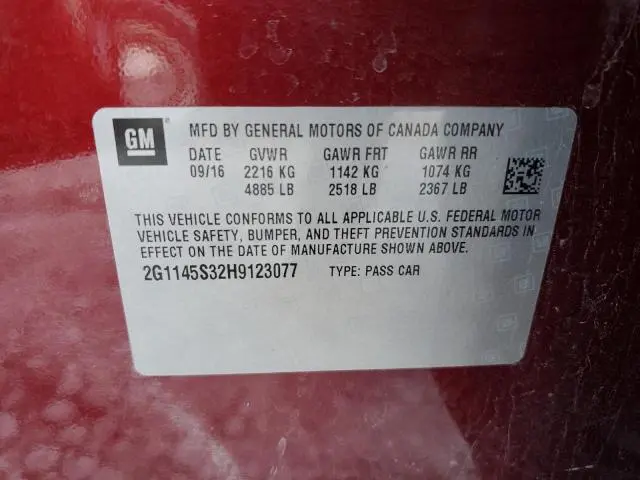 GM
MFD BY GENERAL MOTORS OF CANADA COMPANY
DATE GVWR GAWR FRT GAWR RR
09/16 2216 KG 1142 KG 1074 KG
4885 LB 2518 LB 2367 LB
THIS VEHICLE CONFORMS TO ALL APPLICABLE U.S. FEDERAL MOTOR
VEHICLE SAFETY, BUMPER, AND THEFT PREVENTION STANDARDS IN
EFFECT ON THE DATE OF MANUFACTURE SHOWN ABOVE.
2G1145S32H9123077 TYPE: PASS CAR